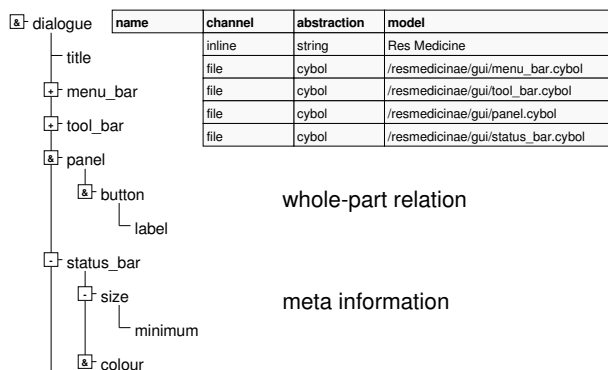 & dialogue name channel abstraction model
inline string Res Medicine
title
file cybol /resmedicinae/gui/menu_bar.cybol
+ menu_bar file cybol /resmedicinae/gui/tool_bar.cybol
file cybol /resmedicinae/gui/panel.cybol
+ tool_bar
file cybol /resmedicinae/gui/status_bar.cybol
& panel
& button whole-part relation
label
- status_bar
- size meta information
minimum
& colour